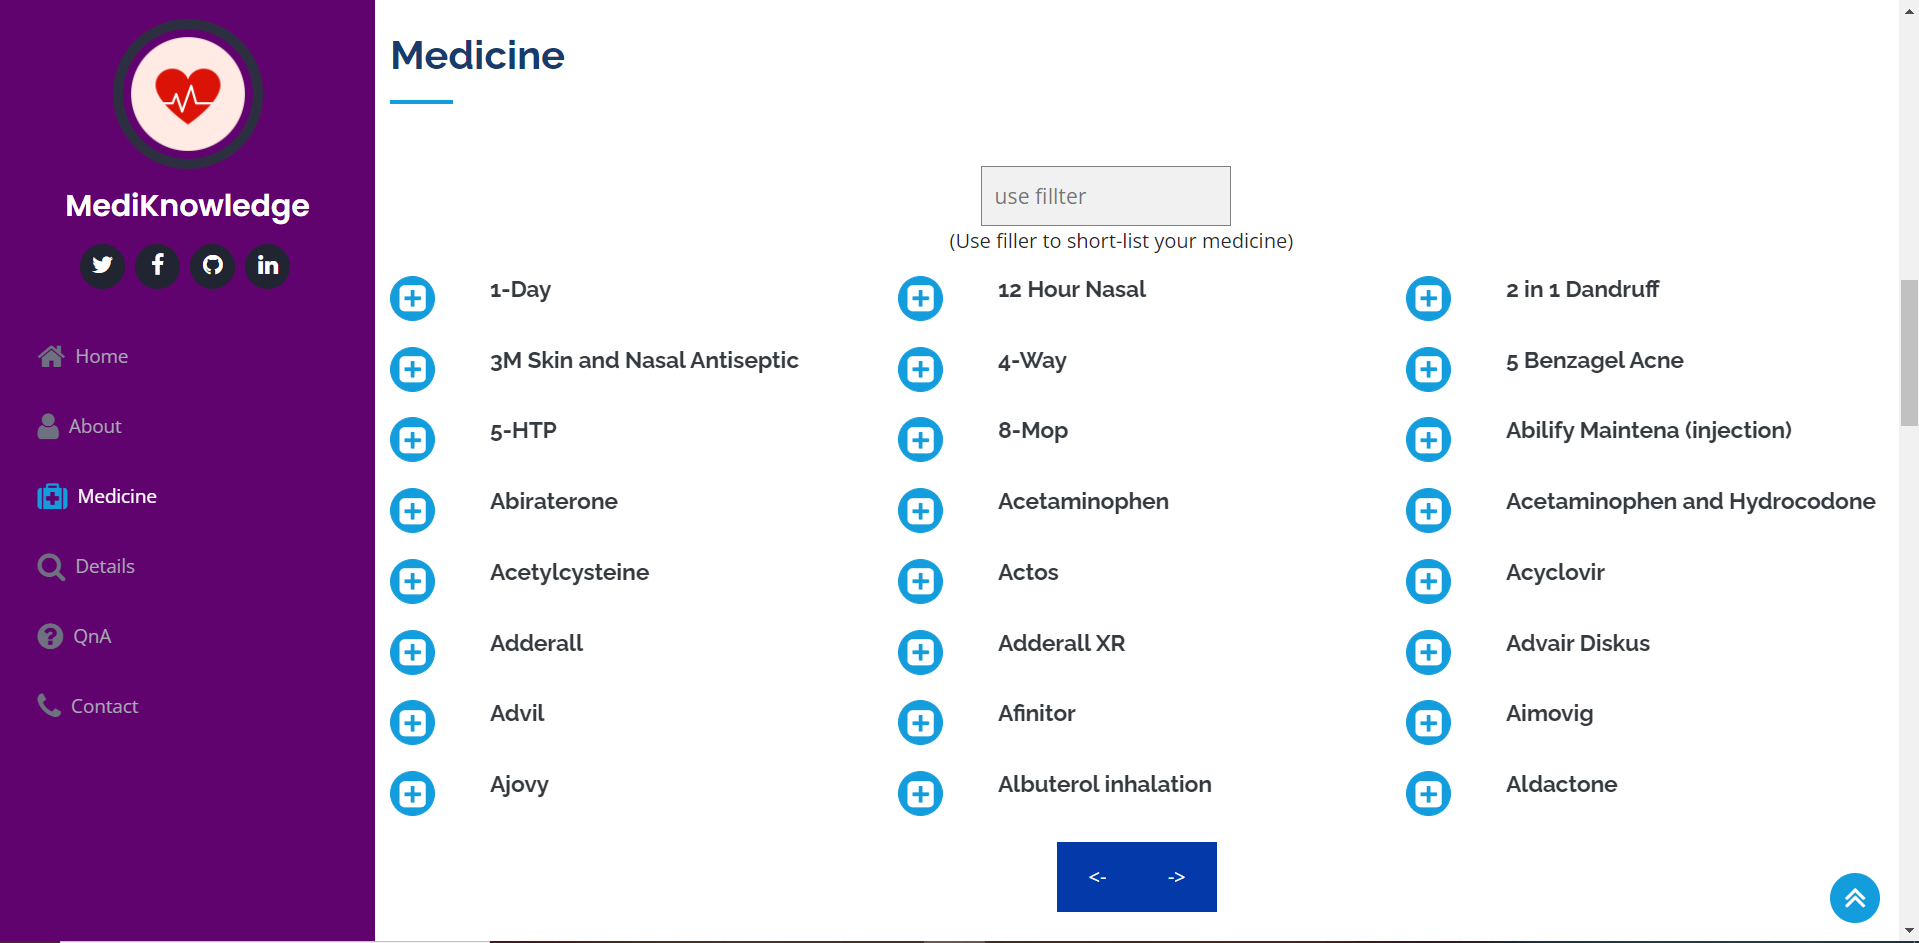 MediKnowledge
Home
About
Medicine
Details
QnA
Contact
Medicine
use fillter
(Use filler to short-list your medicine)
1-Day
12 Hour Nasal
2 in 1 Dandruff
3M Skin and Nasal Antiseptic
4-Way
5 Benzagel Acne
5-HTP
8-Mop
Abilify Maintena (injection)
Abiraterone
Acetaminophen
Acetaminophen and Hydrocodone
Acetylcysteine
Actos
Acyclovir
Adderall
Adderall XR
Advair Diskus
Advil
Afinitor
Aimovig
Ajovy
Albuterol inhalation
Aldactone
<- ->